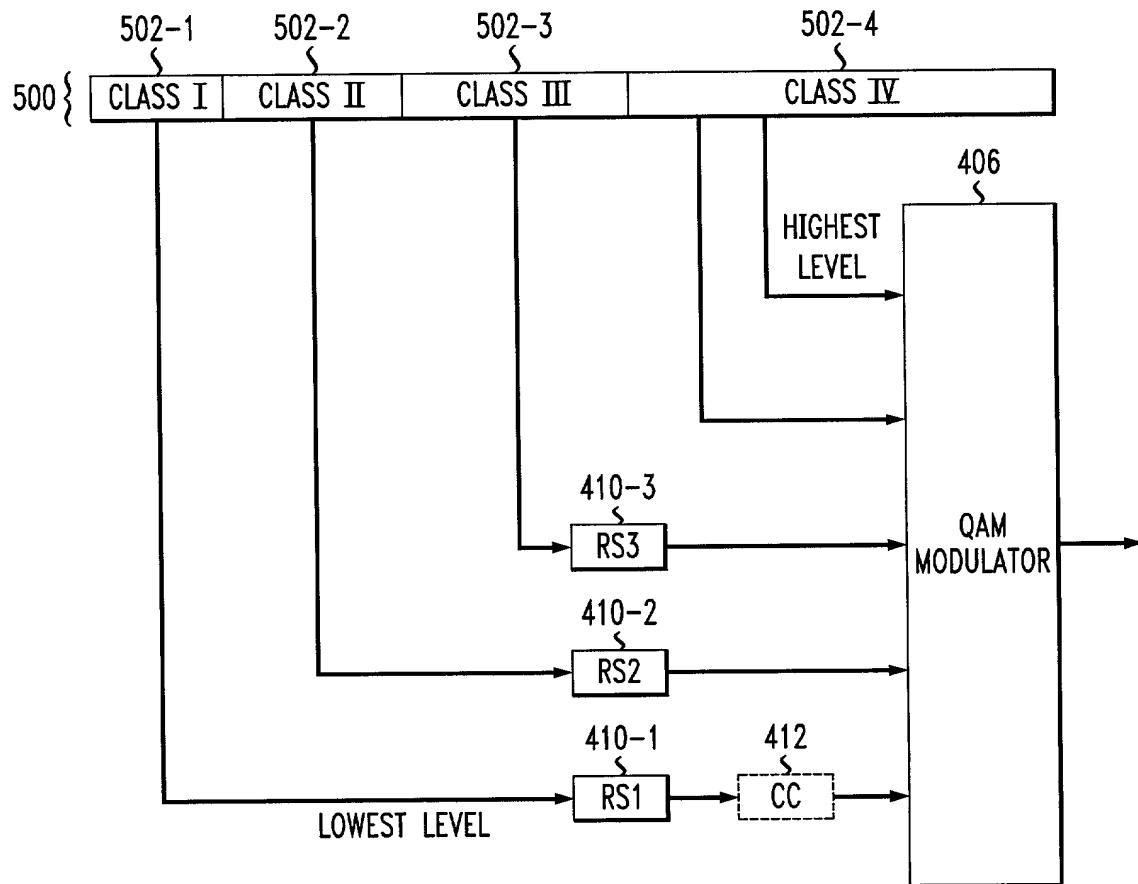 502-1 502-2 502-3 502-4
500 CLASS I CLASS II CLASS III CLASS IV
406
HIGHEST
LEVEL
410-3
RS3
QAM
MODULATOR
410-2
RS2
410-1 412
RS1 CC
LOWEST LEVEL